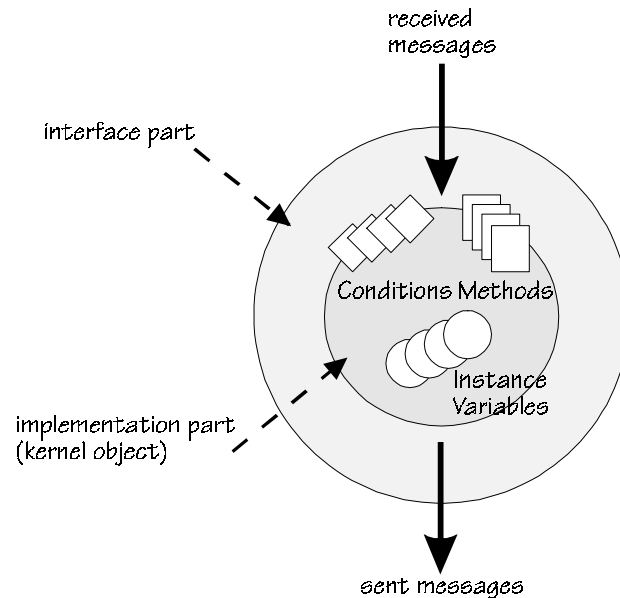 received
messages
interface part
Conditions Methods
Instance
Variables
implementation part
(kernel object)
sent messages